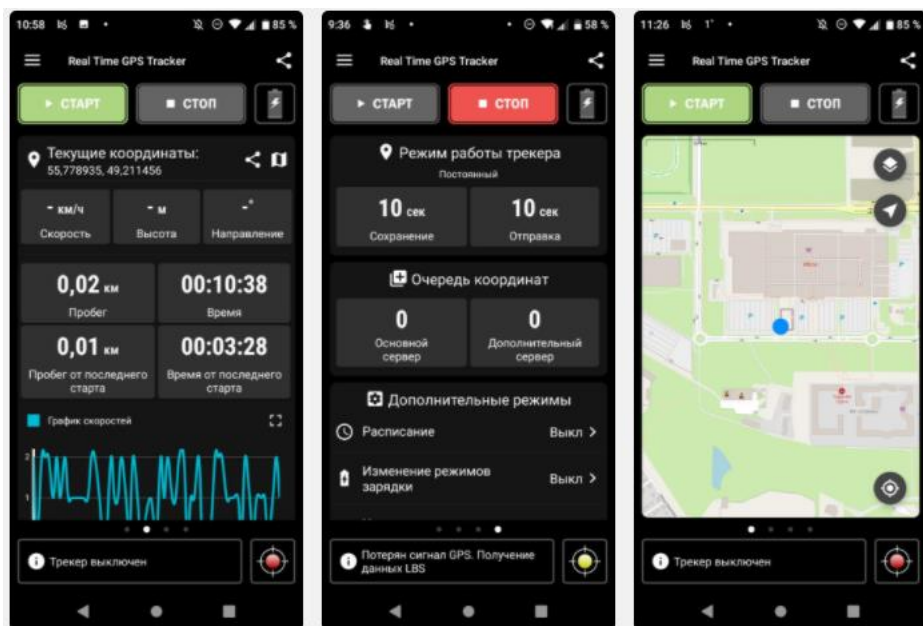 10:58
85 %
Real Time GPS Tracker
СТАРТ
СТОП
Текущие координаты:
55,778935, 49,211456
- км/ч
- м
-°
Скорость
Высота
Направление
0,02 км
00:10:38
Пробег
Время
0,01 км
00:03:28
Пробег от последнего
старта
Время от последнего
старта
График скоростей
2
1
Трекер выключен
9:36
58 %
Real Time GPS Tracker
СТАРТ
СТОП
Режим работы трекера
Постоянный
10 сек
10 сек
Сохранение
Отправка
Очередь координат
0
0
Основной
сервер
Дополнительный
сервер
Дополнительные режимы
Расписание
Выкл
Изменение режимов
зарядки
Выкл
Потерян сигнал GPS. Получение
данных LBS
11:26
1°
85 %
Real Time GPS Tracker
СТАРТ
СТОП
Трекер выключен